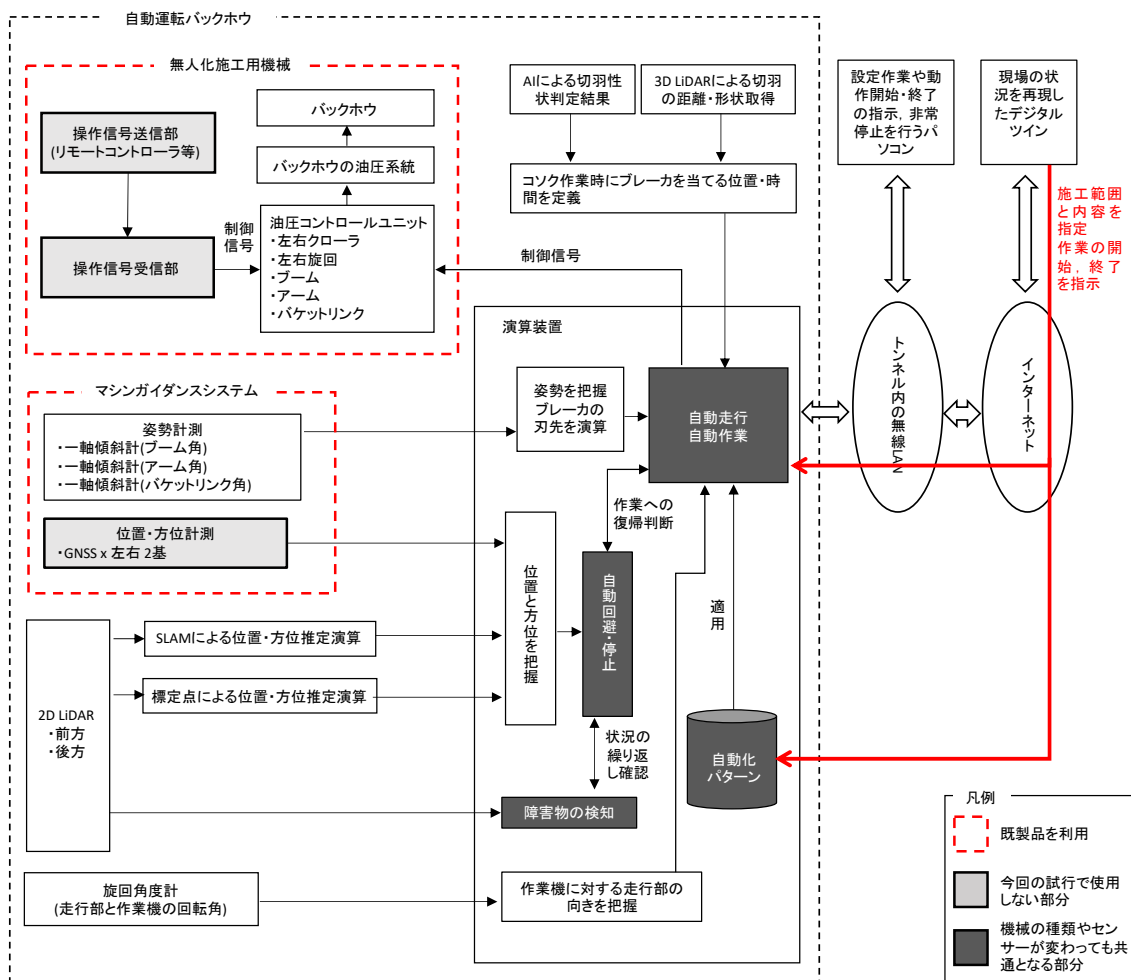 自動運転バックホウ
無人化施工用機械
操作信号送信部
(リモートコントローラ等)
操作信号受信部
制御
信号
バックホウ
バックホウの油圧系統
油圧コントロールユニット
・左右クローラ
・左右旋回
・ブーム
・アーム
・バケットリンク
AIによる切羽性
状判定結果
3D LiDARによる切羽
の距離・形状取得
コソク作業時にブレーカを当てる位置・時
間を定義
制御信号
設定作業や動
作開始・終了
の指示, 非常
停止を行うパ
ソコン
現場の状
況を再現し
たデジタル
ツイン
施工範囲
と内容を
指定
作業の開
始, 終了
を指示
トンネル内の無線LAN
インターネット
演算装置
姿勢を把握
ブレーカの
刃先を演算
自動走行
自動作業
マシンガイダンスシステム
姿勢計測
・一軸傾斜計(ブーム角)
・一軸傾斜計(アーム角)
・一軸傾斜計(バケットリンク角)
位置・方位計測
・GNSS x 左右 2基
作業への
復帰判断
位置と方位を把握
自動回避・停止
適用
2D LiDAR
・前方
・後方
SLAMによる位置・方位推定演算
標定点による位置・方位推定演算
状況の
繰り返
し確認
自動化
パターン
障害物の検知
旋回角度計
(走行部と作業機の回転角)
作業機に対する走行部の
向きを把握
凡例
既製品を利用
今回の試行で使用
しない部分
機械の種類やセン
サーが変わっても共
通となる部分